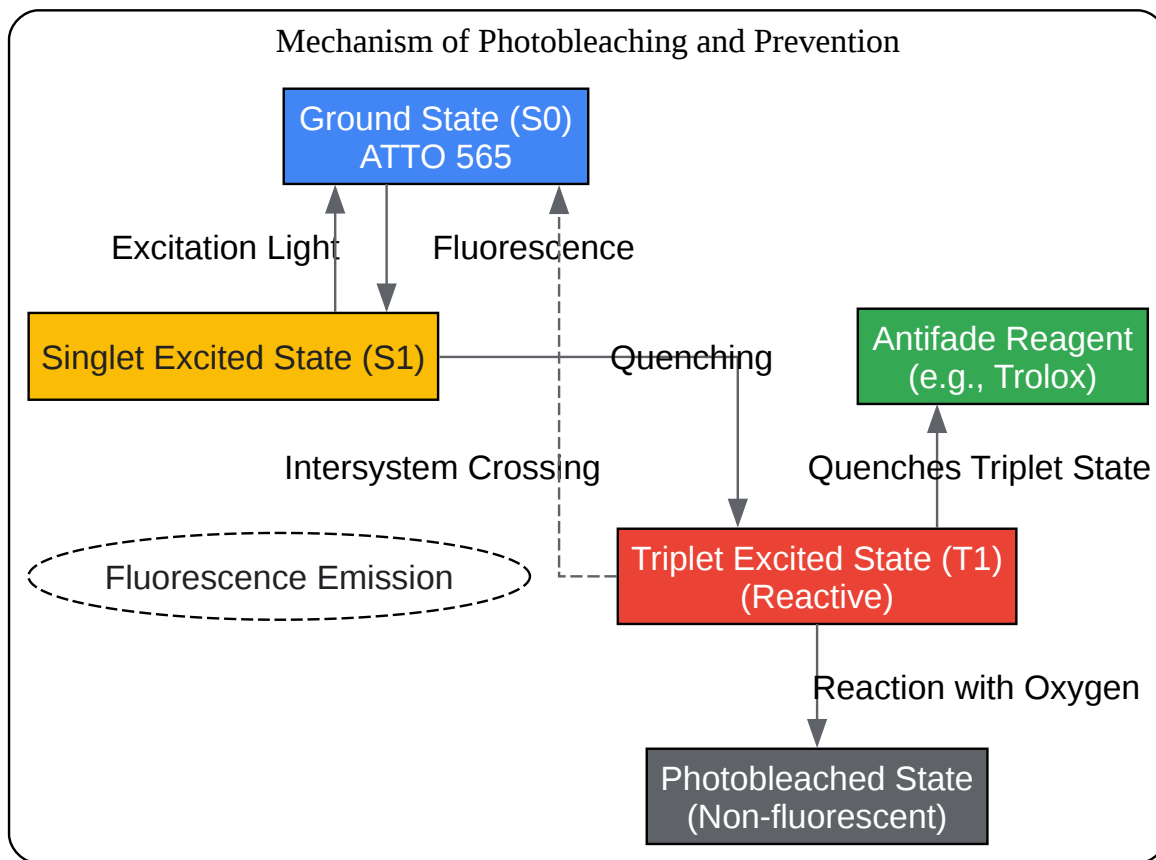 Mechanism of Photobleaching and Prevention
Ground State (S0)
ATTO 565
Excitation Light
Fluorescence
Singlet Excited State (S1)
Quenching
Antifade Reagent
(e.g., Trolox)
Intersystem Crossing
Quenches Triplet State
Fluorescence Emission
Triplet Excited State (T1)
(Reactive)
Reaction with Oxygen
Photobleached State
(Non-fluorescent)